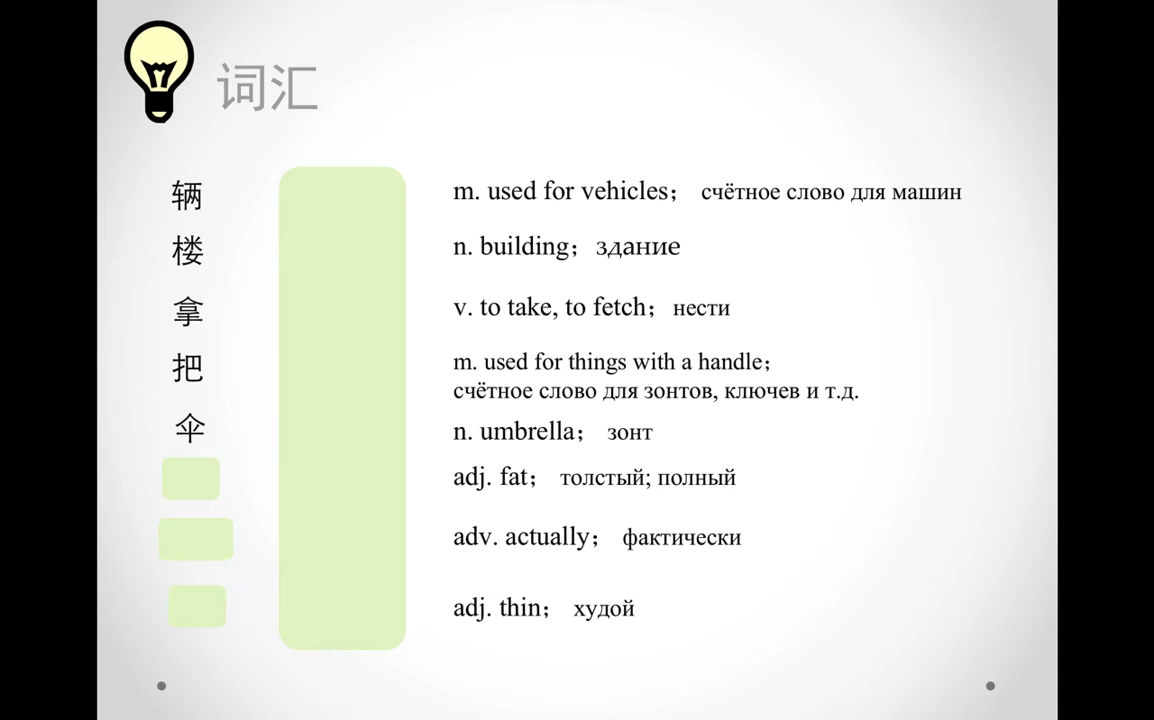 词汇
辆 m. used for vehicles； счётное слово для машин
楼 n. building；здание
拿 v. to take, to fetch；нести
把 m. used for things with a handle；
счётное слово для зонтов, ключев и т.д.
伞 n. umbrella； зонт
adj. fat； толстый; полный
adv. actually； фактически
adj. thin； худой